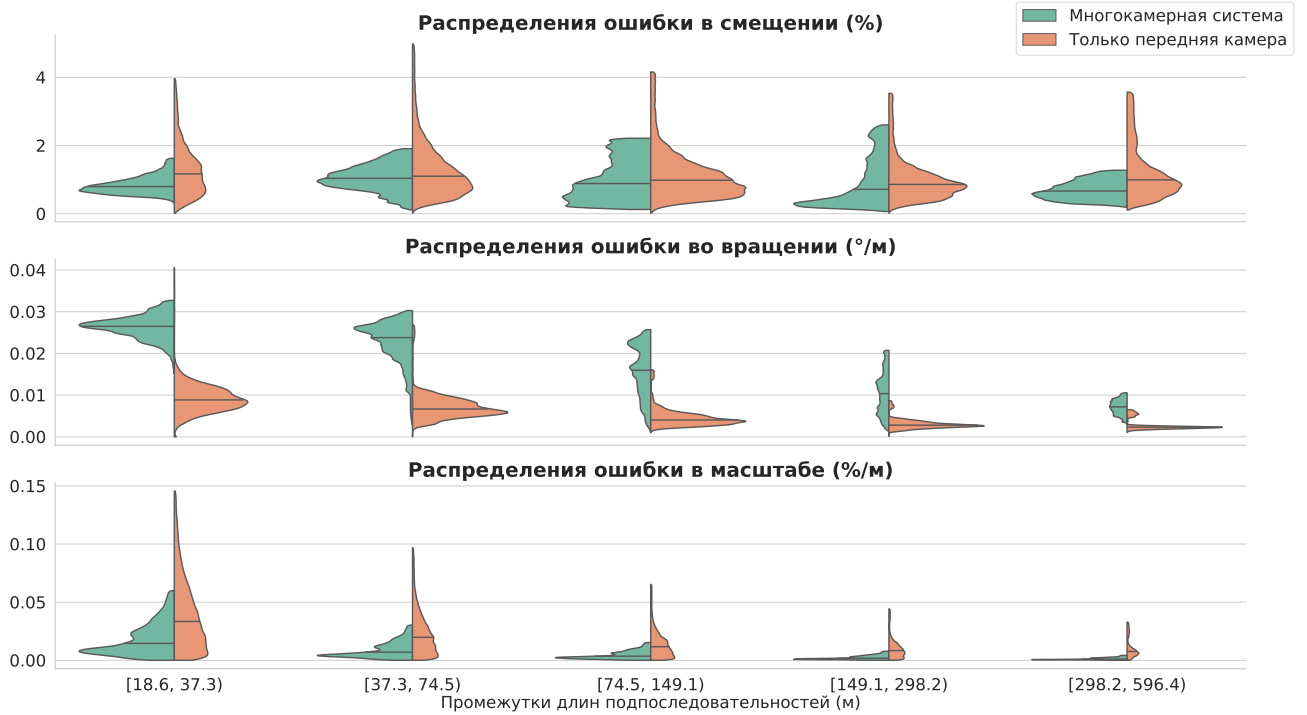 Распределения ошибки в смещении (%)
Многокамерная система
Только передняя камера
4
2
0
Распределения ошибки во вращении (°/м)
0.04
0.03
0.02
0.01
0.00
Распределения ошибки в масштабе (%/м)
0.15
0.10
0.05
0.00
[18.6, 37.3)
[37.3, 74.5)
[74.5, 149.1)
[149.1, 298.2)
[298.2, 596.4)
Промежутки длин подпоследовательностей (м)